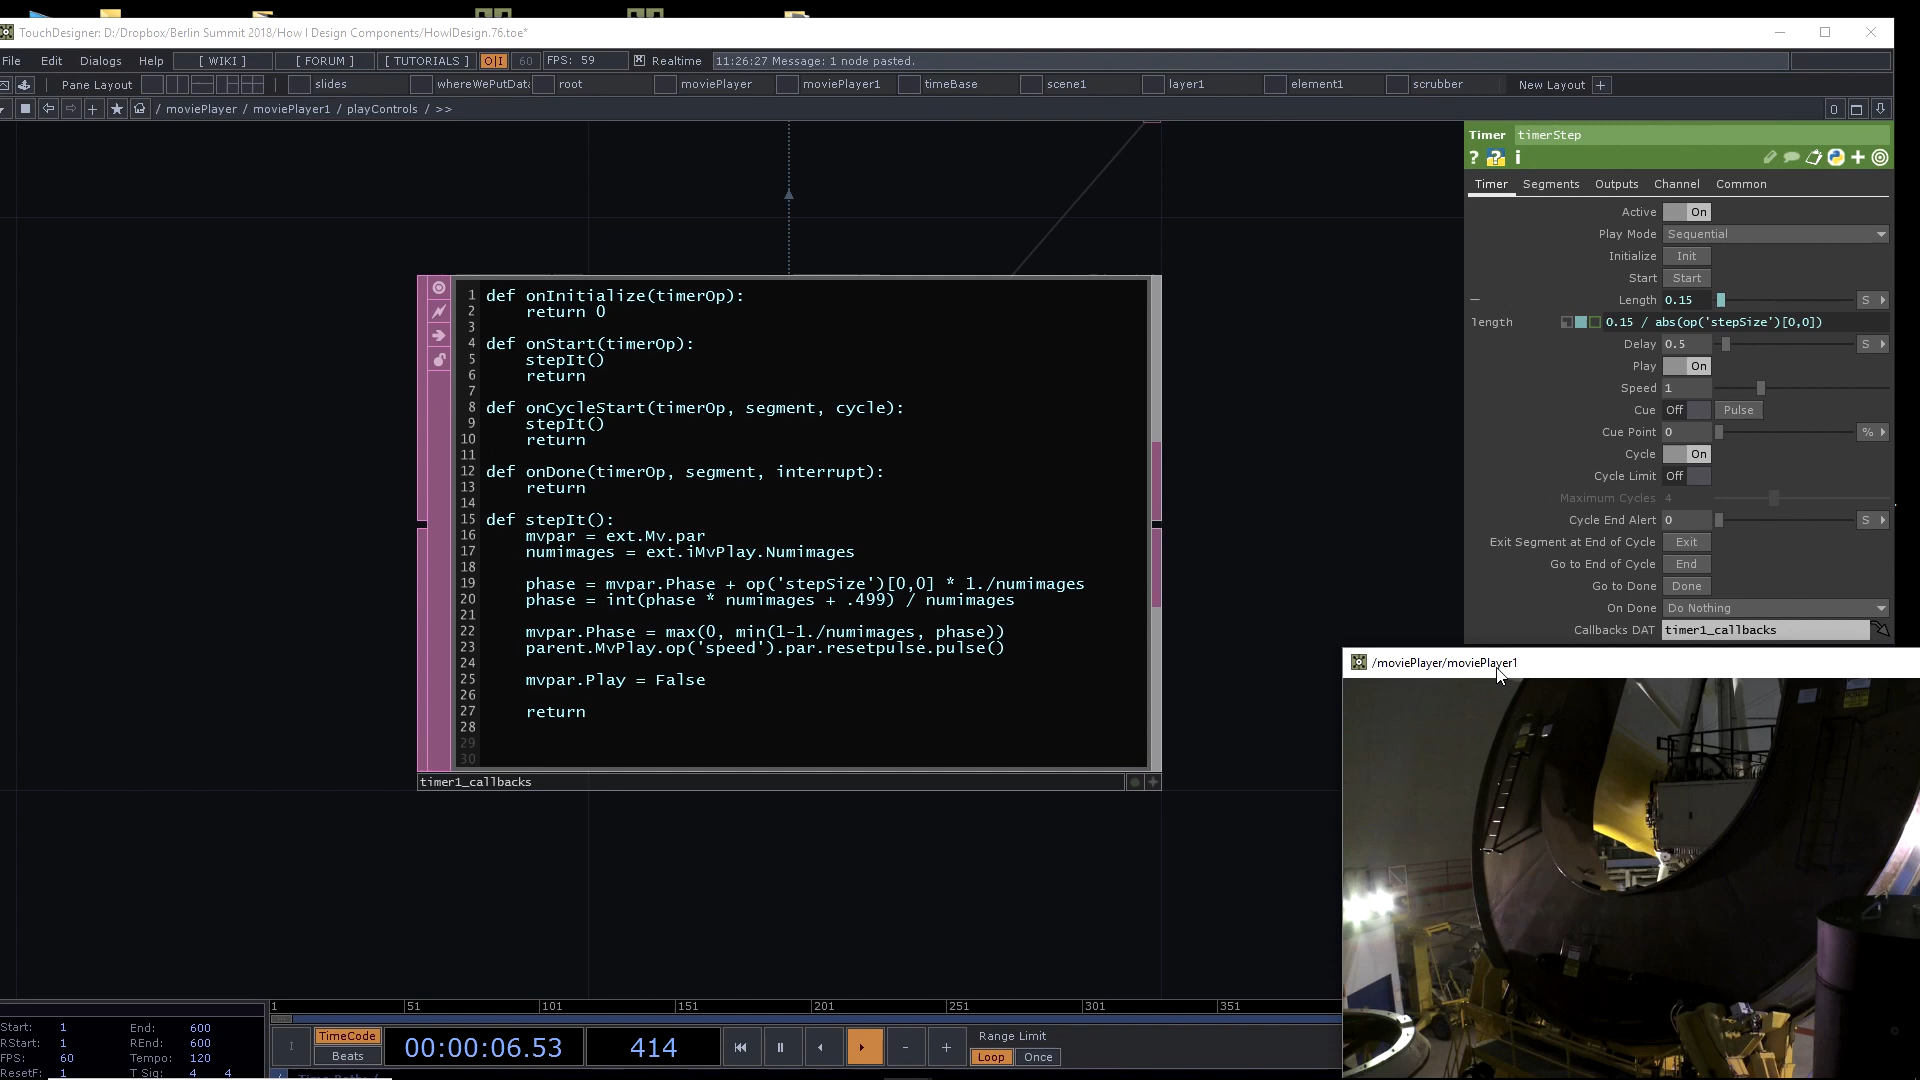 TouchDesigner: D:/Dropbox/Berlin Summit 2018/How I Design Components/HowIDesign.76.toe*
File Edit Dialogs Help [ WIKI ] [ FORUM ] [ TUTORIALS ] O|I 60 FPS: 59 Realtime 11:26:27 Message: 1 node pasted.
Pane Layout slides whereWePutData root moviePlayer moviePlayer1 timeBase scene1 layer1 element1 scrubber New Layout +
/ moviePlayer / moviePlayer1 / playControls / >> 0
Timer timerStep
? ? i
Timer Segments Outputs Channel Common
Active On
Play Mode Sequential
Initialize Init
Start Start
Length 0.15 S
length 0.15 / abs(op('stepSize')[0,0])
Delay 0.5 S
Play On
Speed 1
Cue Off Pulse
Cue Point 0 %
Cycle On
Cycle Limit Off
Maximum Cycles 4
Cycle End Alert 0 S
Exit Segment at End of Cycle Exit
Go to End of Cycle End
Go to Done Done
On Done Do Nothing
Callbacks DAT timer1_callbacks
1 def onInitialize(timerOp):
2 return 0
3
4 def onStart(timerOp):
5 stepIt()
6 return
7
8 def onCycleStart(timerOp, segment, cycle):
9 stepIt()
10 return
11
12 def onDone(timerOp, segment, interrupt):
13 return
14
15 def stepIt():
16 mvpar = ext.Mv.par
17 numimages = ext.iMvPlay.Numimages
18
19 phase = mvpar.Phase + op('stepSize')[0,0] * 1./numimages
20 phase = int(phase * numimages + .499) / numimages
21
22 mvpar.Phase = max(0, min(1-1./numimages, phase))
23 parent.MvPlay.op('speed').par.resetpulse.pulse()
24
25 mvpar.Play = False
26
27 return
28
29
30
timer1_callbacks
/moviePlayer/moviePlayer1
1 51 101 151 201 251 301 351
Start: 1 End: 600
RStart: 1 REnd: 600
FPS: 60 Tempo: 120
ResetF: 1 T Sig: 4 4
TimeCode
Beats
00:00:06.53 414
Range Limit
Loop Once